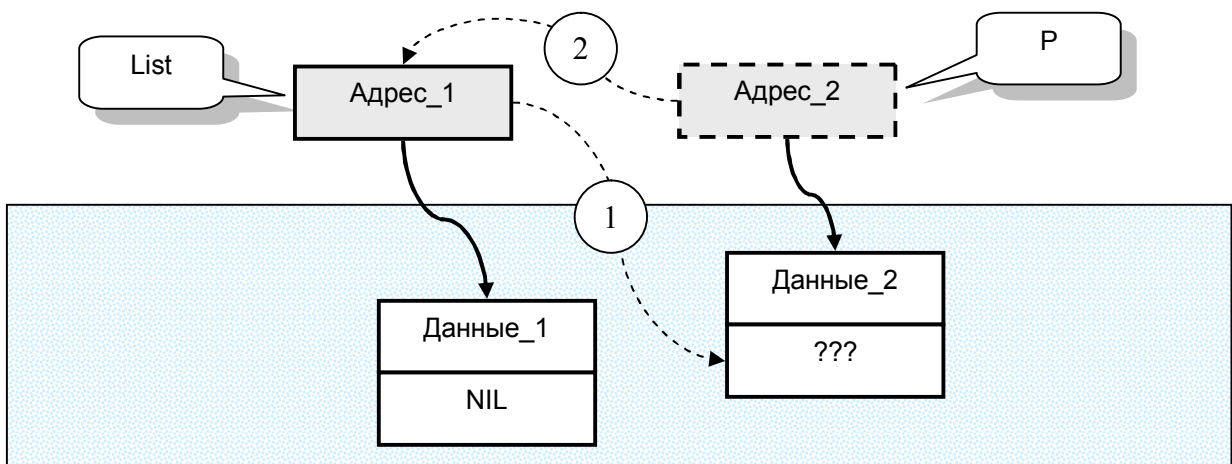 List
Адрес_1
2
Адрес_2
P
1
Данные_1
NIL
Данные_2
???